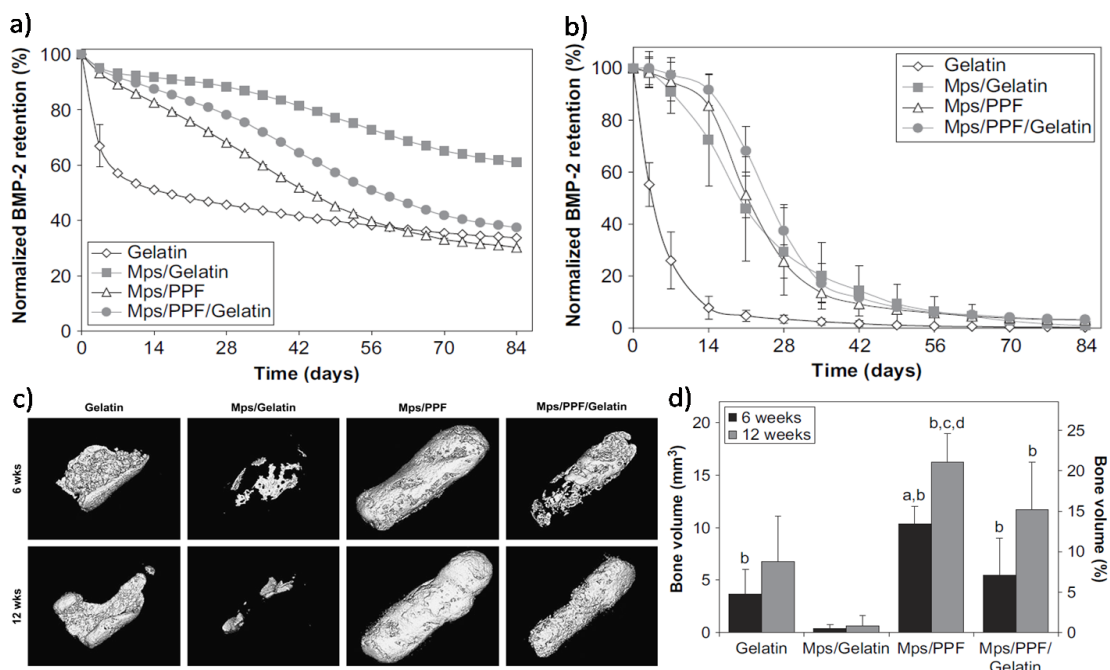 a)
Normalized BMP-2 retention (%)
100
80
60
40
20
0
Gelatin
Mps/Gelatin
Mps/PPF
Mps/PPF/Gelatin
0 14 28 42 56 70 84
Time (days)
b)
Normalized BMP-2 retention (%)
100
80
60
40
20
0
Gelatin
Mps/Gelatin
Mps/PPF
Mps/PPF/Gelatin
0 14 28 42 56 70 84
Time (days)
c)
Gelatin Mps/Gelatin Mps/PPF Mps/PPF/Gelatin
6 wks
12 wks
d)
Bone volume (mm³)
20
15
10
5
0
6 weeks
12 weeks
b
a,b
b,c,d
b
b
25
20
15
10
5
0
Bone volume (%)
Gelatin Mps/Gelatin Mps/PPF Mps/PPF/
Gelatin